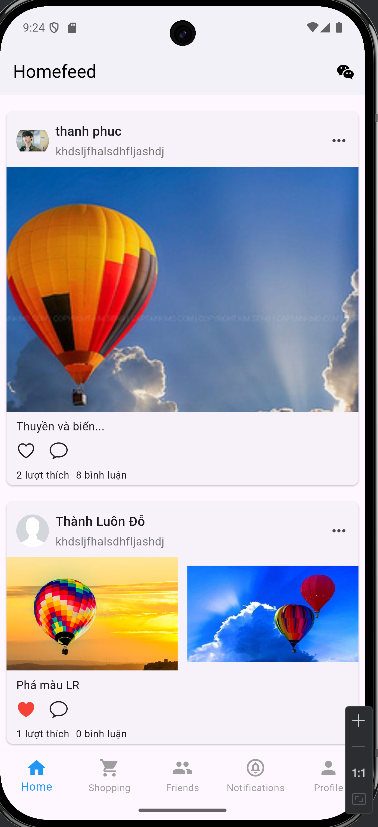 9:24
Homefeed
thanh phuc
khdsljfhalsdhfljashdj
Thuyền và biển...
2 lượt thích 8 bình luận
Thành Luôn Đỗ
khdsljfhalsdhfljashdj
Phá màu LR
1 lượt thích 0 bình luận
Home Shopping Friends Notifications Profile
1:1